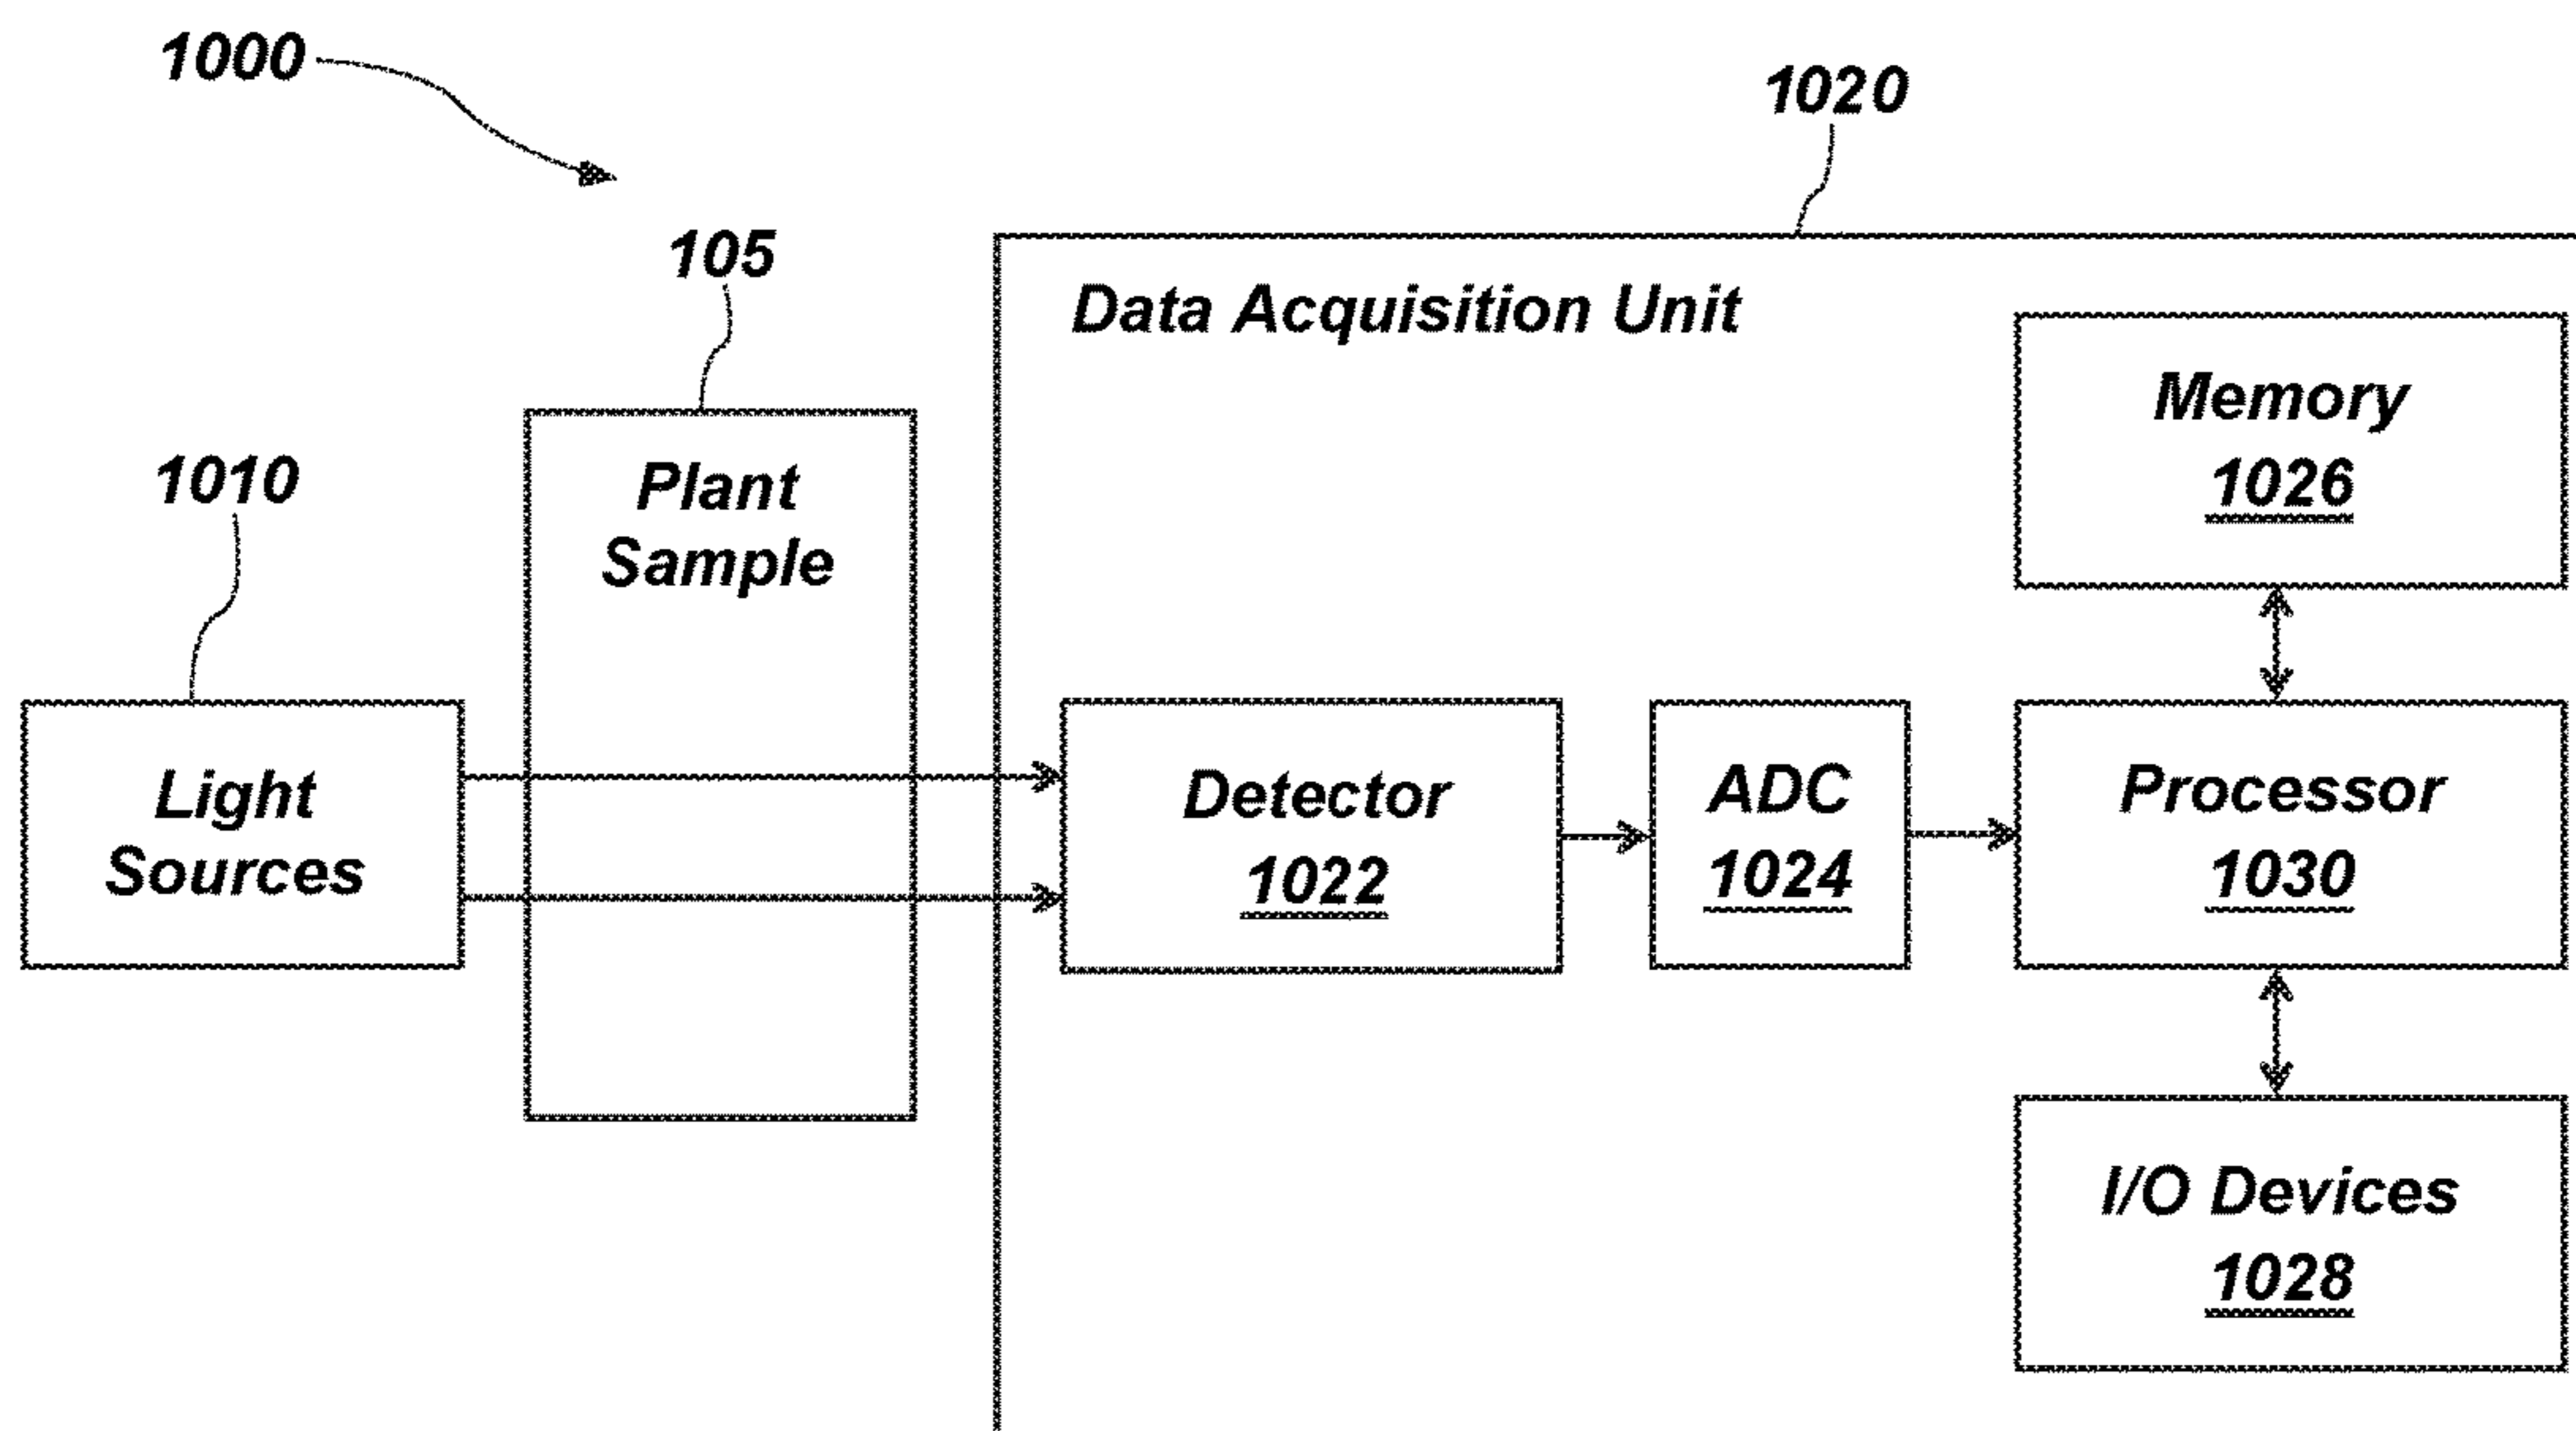 1000
1020
105
Data Acquisition Unit
Memory
1026
1010
Plant
Sample
Light
Sources
Detector
1022
ADC
1024
Processor
1030
I/O Devices
1028